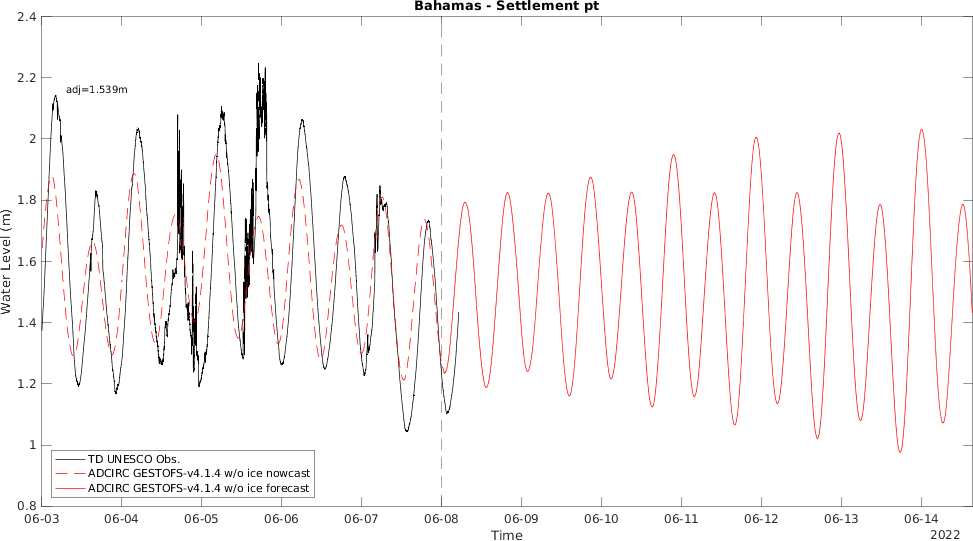 Bahamas - Settlement pt
2.4
2.2
2
1.8
1.6
1.4
1.2
1
0.8
Water Level (m)
adj=1.539m
TD UNESCO Obs.
ADCIRC GESTOFS-v4.1.4 w/o ice nowcast
ADCIRC GESTOFS-v4.1.4 w/o ice forecast
06-03 06-04 06-05 06-06 06-07 06-08 06-09 06-10 06-11 06-12 06-13 06-14
Time
2022